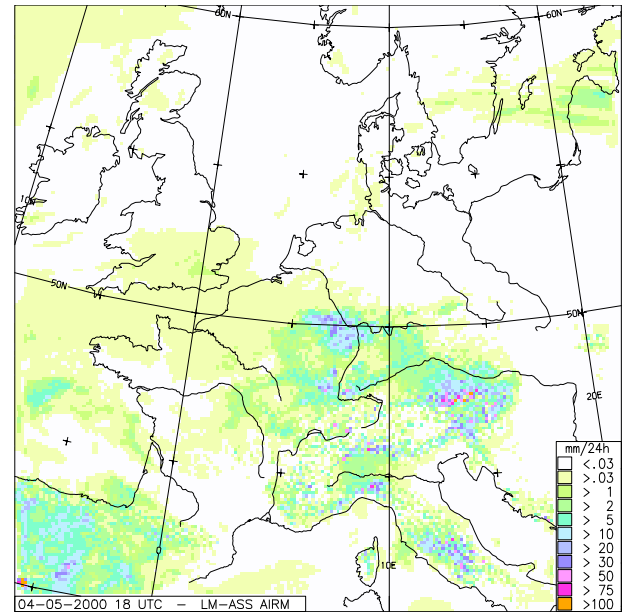 60N
60N
10W
50N
50N
20E
0
10E
mm/24h
<.03
>.03
> 1
> 2
> 5
> 10
> 20
> 30
> 50
> 75
>100
04-05-2000 18 UTC - LM-ASS AIRM